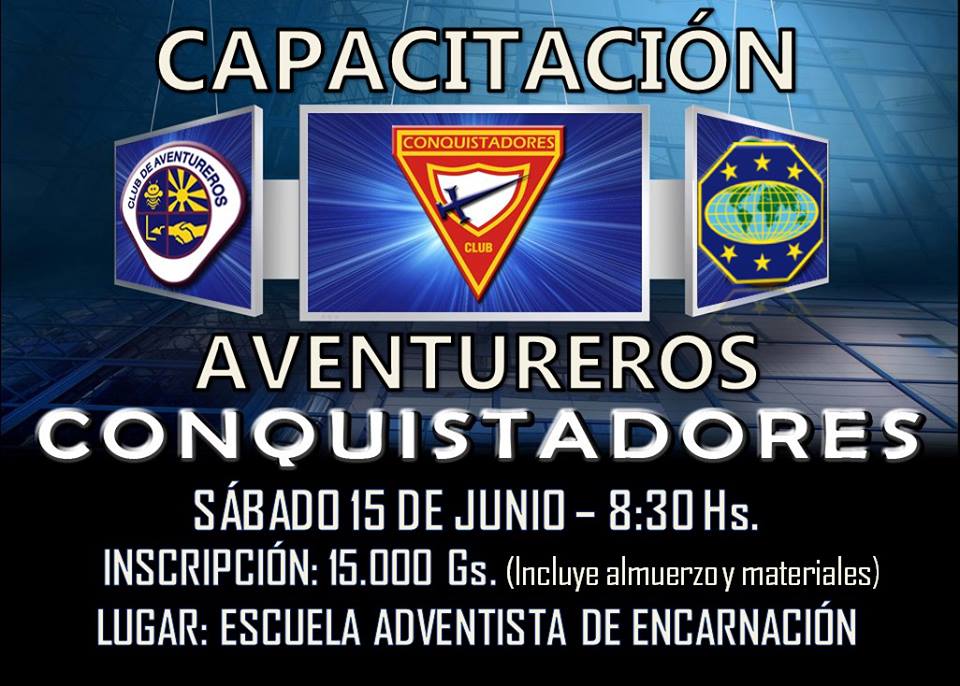 CAPACITACIÓN
CLUB DE AVENTUREROS
CONQUISTADORES
CLUB
AVENTUREROS
CONQUISTADORES
SÁBADO 15 DE JUNIO – 8:30 Hs.
INSCRIPCIÓN: 15.000 Gs. (Incluye almuerzo y materiales)
LUGAR: ESCUELA ADVENTISTA DE ENCARNACIÓN